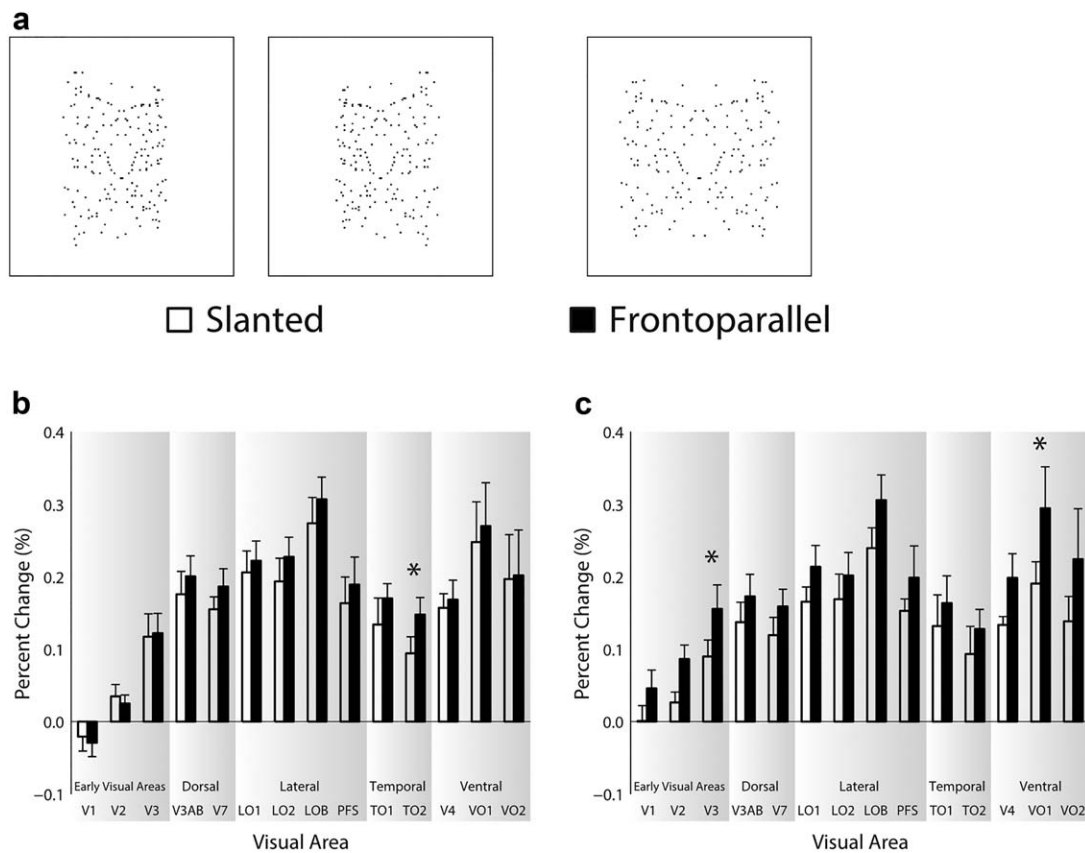 a
Slanted
Frontoparallel
b
Percent Change (%)
0.4
0.3
0.2
0.1
0.0
−0.1
*
Early Visual Areas Dorsal Lateral Temporal Ventral
V1 V2 V3 V3AB V7 LO1 LO2 LOB PFS TO1 TO2 V4 VO1 VO2
Visual Area
c
Percent Change (%)
0.4
0.3
0.2
0.1
0.0
−0.1
*
*
Early Visual Areas Dorsal Lateral Temporal Ventral
V1 V2 V3 V3AB V7 LO1 LO2 LOB PFS TO1 TO2 V4 VO1 VO2
Visual Area